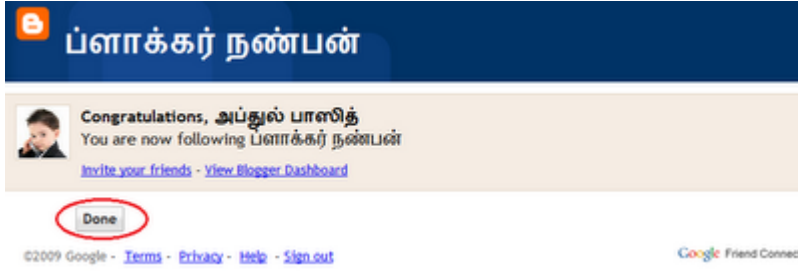 ப்ளாக்கர் நண்பன்
Congratulations, அப்துல் பாஸித்
You are now following ப்ளாக்கர் நண்பன்
Invite your friends - View Blogger Dashboard
Done
©2009 Google - Terms - Privacy - Help - Sign out
Google Friend Connec